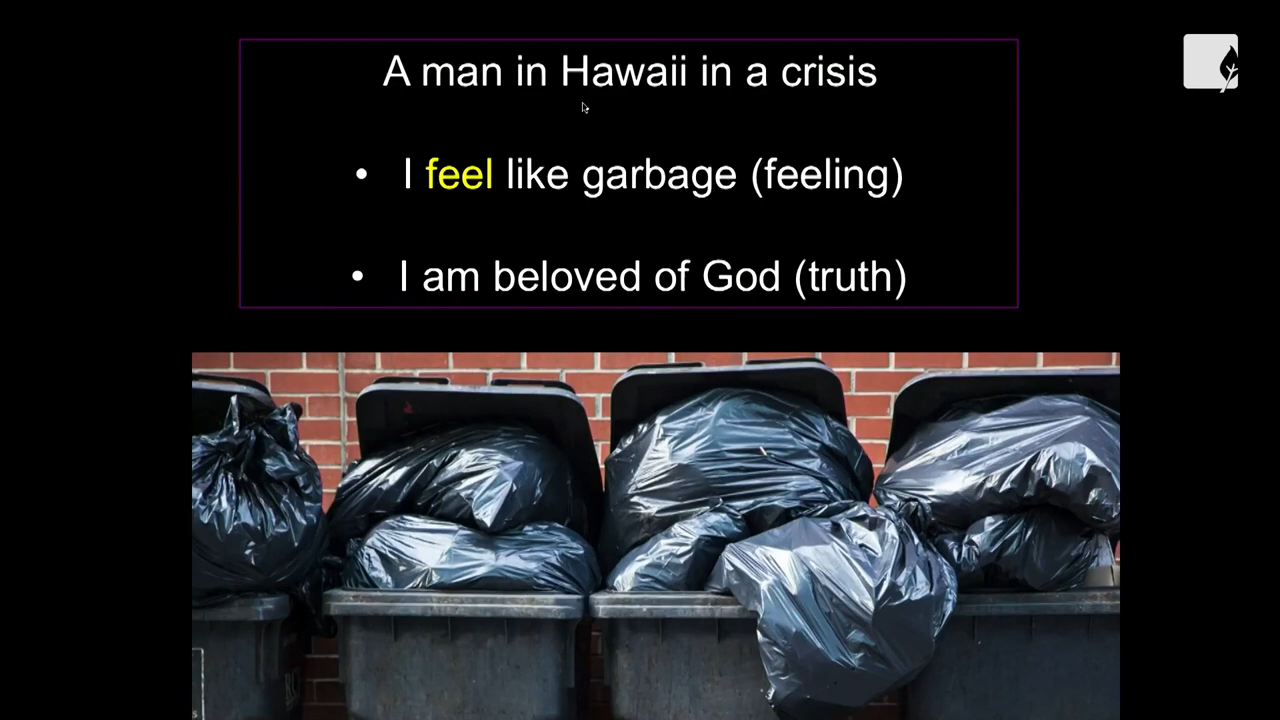 A man in Hawaii in a crisis
• I feel like garbage (feeling)
• I am beloved of God (truth)